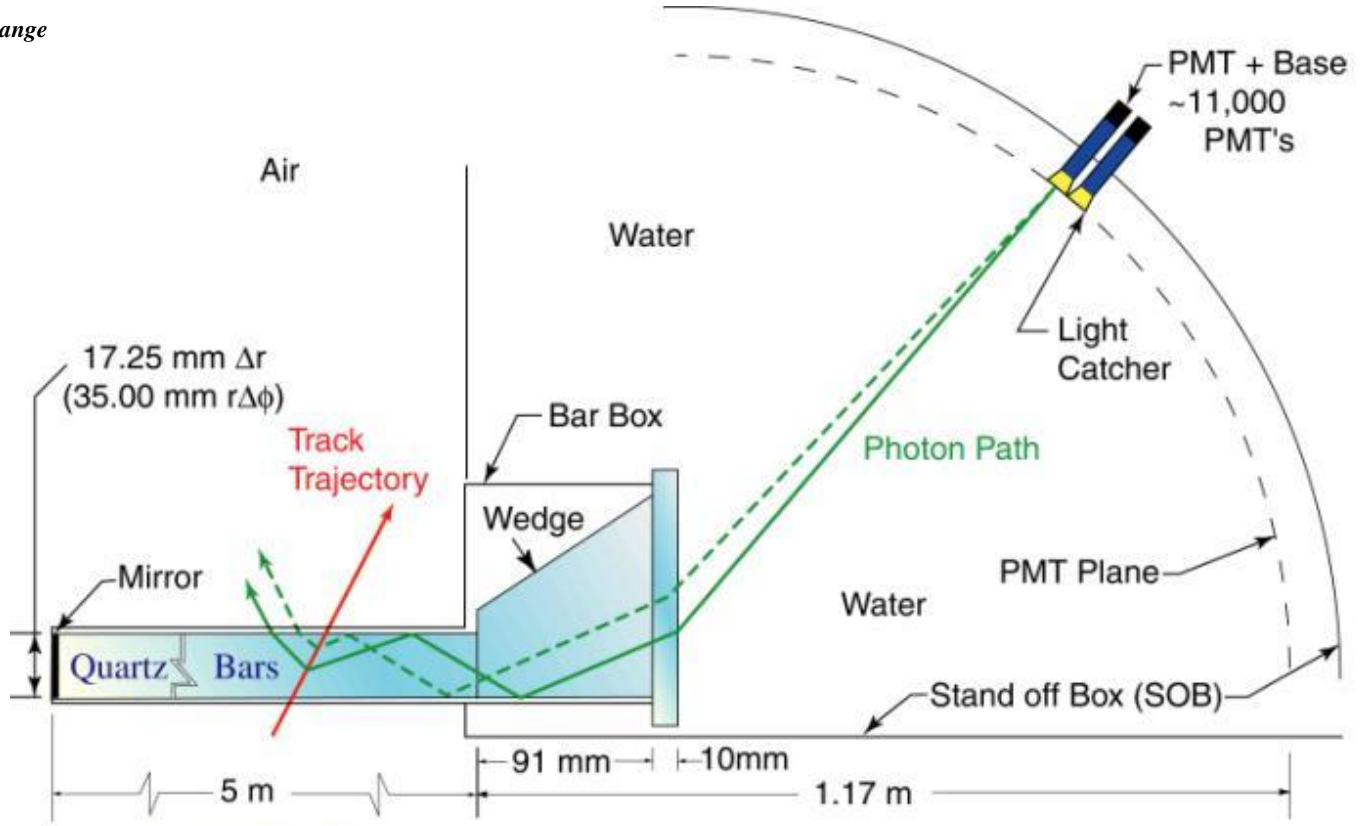 ange
PMT + Base
~11,000
PMT's
Air
Water
Light
Catcher
17.25 mm Δr
(35.00 mm rΔϕ)
Bar Box
Track
Trajectory
Photon Path
Wedge
Mirror
PMT Plane
Water
Quartz Bars
Stand off Box (SOB)
91 mm
10mm
5 m
1.17 m